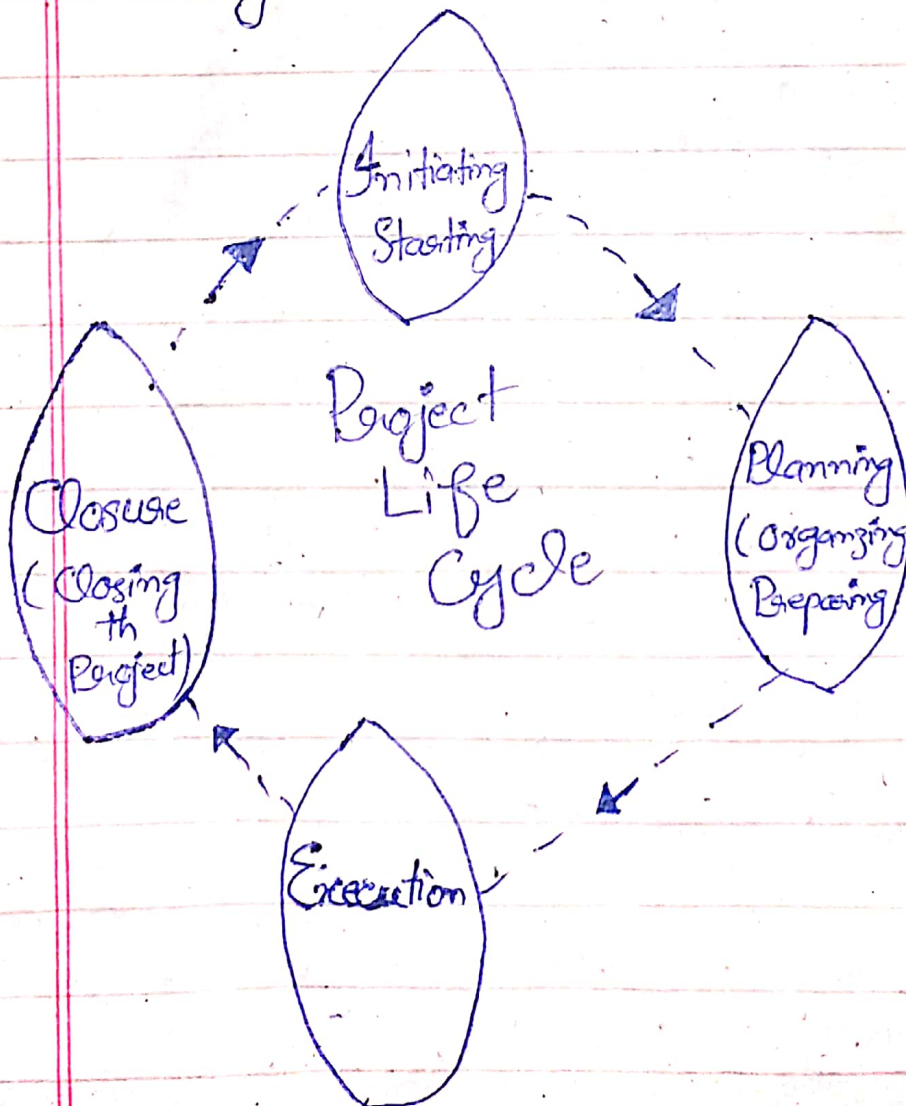 Initiating
Starting
Project
Life
Cycle
Planning
(organizing
Preparing
Closure
(Closing
th
Project)
Execution